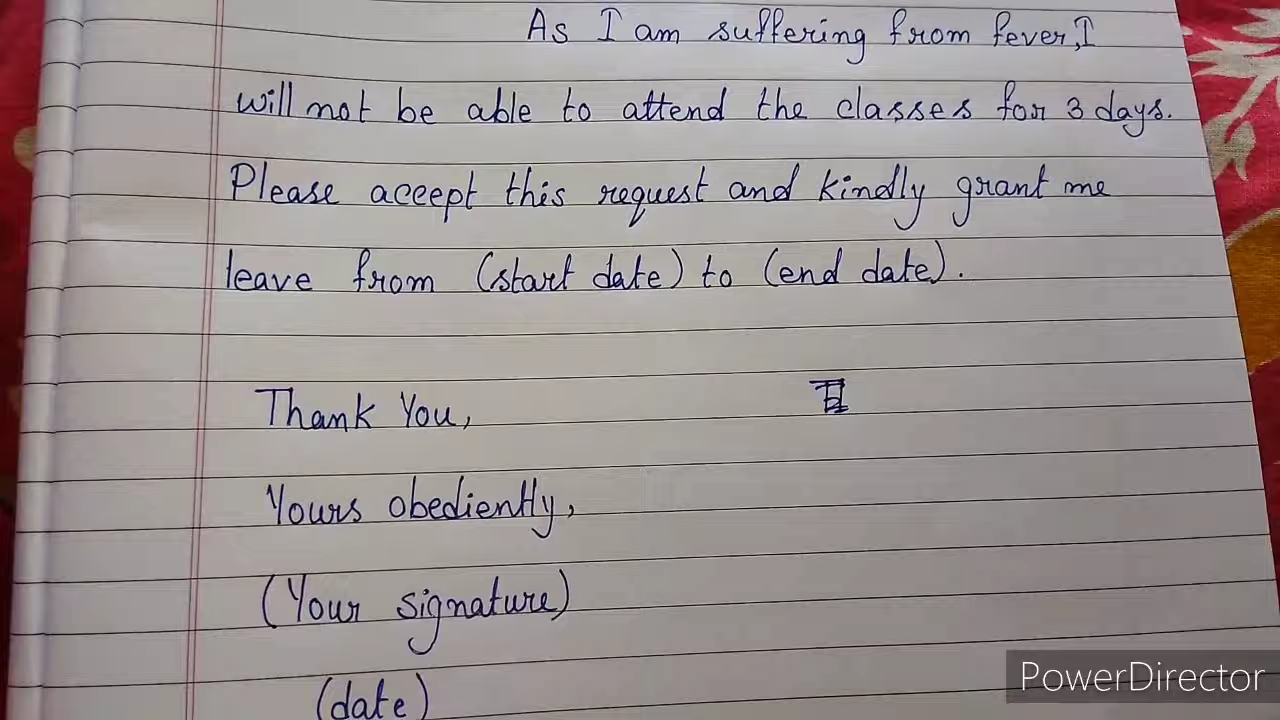 As I am suffering from fever, I
will not be able to attend the classes for 3 days.
Please accept this request and kindly grant me
leave from (start date) to (end date).
Thank You,
Yours obediently,
(Your signature)
(date)
PowerDirector